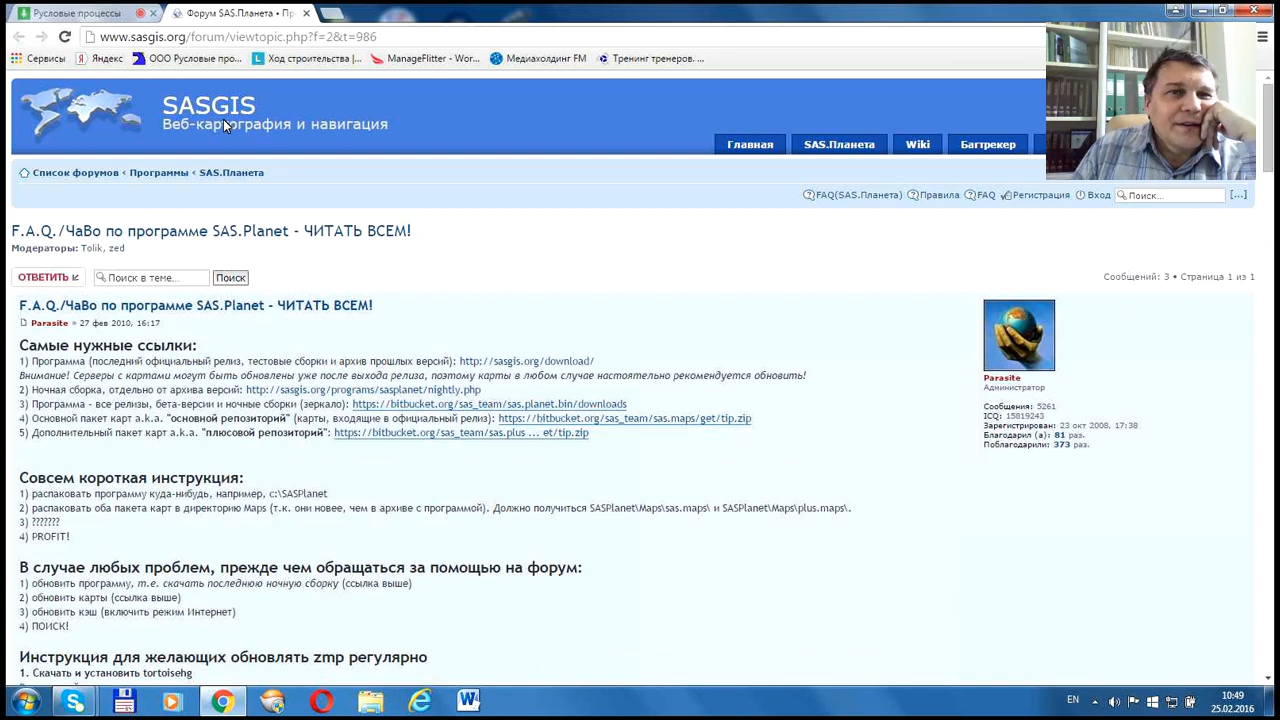 Русловые процессы
Форум SAS.Планета • Пр
www.sasgis.org/forum/viewtopic.php?f=2&t=986
Сервисы Яндекс ООО Русловые про... Ход строительства |... ManageFlitter - Wor... Медиахолдинг FM Тренинг тренеров. ...
SASGIS
Веб-картография и навигация
Главная SAS.Планета Wiki Багтрекер
Список форумов ‹ Программы ‹ SAS.Планета
FAQ(SAS.Планета) Правила FAQ Регистрация Вход Поиск... [...]
F.A.Q./ЧаВо по программе SAS.Planet - ЧИТАТЬ ВСЕМ!
Модераторы: Tolik, zed
ОТВЕТИТЬ Поиск в теме... Поиск
Сообщений: 3 • Страница 1 из 1
F.A.Q./ЧаВо по программе SAS.Planet - ЧИТАТЬ ВСЕМ!
Parasite » 27 фев 2010, 16:17
Самые нужные ссылки:
1) Программа (последний официальный релиз, тестовые сборки и архив прошлых версий): http://sasgis.org/download/
Внимание! Серверы с картами могут быть обновлены уже после выхода релиза, поэтому карты в любом случае настоятельно рекомендуется обновить!
2) Ночная сборка, отдельно от архива версий: http://sasgis.org/programs/sasplanet/nightly.php
3) Программа - все релизы, бета-версии и ночные сборки (зеркало): https://bitbucket.org/sas_team/sas.planet.bin/downloads
4) Основной пакет карт a.k.a. "основной репозиторий" (карты, входящие в официальный релиз): https://bitbucket.org/sas_team/sas.maps/get/tip.zip
5) Дополнительный пакет карт a.k.a. "плюсовой репозиторий": https://bitbucket.org/sas_team/sas.plus ... et/tip.zip
Parasite
Администратор
Сообщения: 5261
ICQ: 15819243
Зарегистрирован: 23 окт 2008, 17:38
Благодарил (а): 81 раз.
Поблагодарили: 373 раз.
Совсем короткая инструкция:
1) распаковать программу куда-нибудь, например, c:\SASPlanet
2) распаковать оба пакета карт в директорию Maps (т.к. они новее, чем в архиве с программой). Должно получиться SASPlanet\Maps\sas.maps\ и SASPlanet\Maps\plus.maps\.
3) ???????
4) PROFIT!
В случае любых проблем, прежде чем обращаться за помощью на форум:
1) обновить программу, т.е. скачать последнюю ночную сборку (ссылка выше)
2) обновить карты (ссылка выше)
3) обновить кэш (включить режим Интернет)
4) ПОИСК!
Инструкция для желающих обновлять zmp регулярно
1. Скачать и установить tortoisehg
EN
10:49
25.02.2016